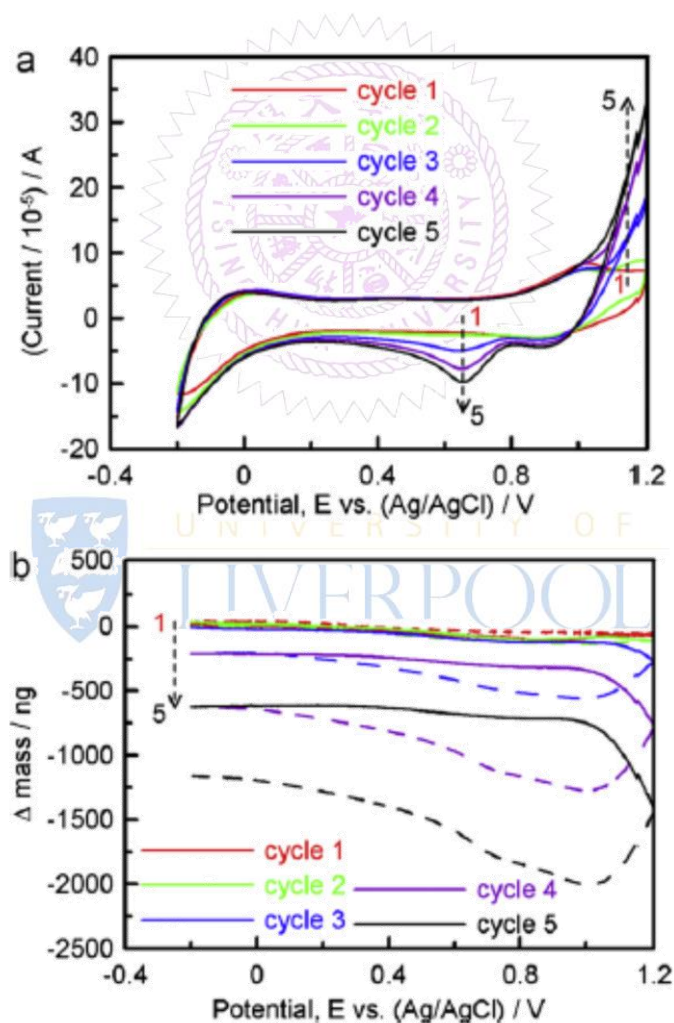 a
40
30
20
10
0
-10
-20
(Current / 10⁻⁵) / A
cycle 1
cycle 2
cycle 3
cycle 4
cycle 5
5
1
1
5
-0.4 0 0.4 0.8 1.2
Potential, E vs. (Ag/AgCl) / V
UNIVERSITY OF
LIVERPOOL
b
500
0
-500
-1000
-1500
-2000
-2500
Δ mass / ng
1
5
cycle 1
cycle 2
cycle 3
cycle 4
cycle 5
-0.4 0 0.4 0.8 1.2
Potential, E vs. (Ag/AgCl) / V